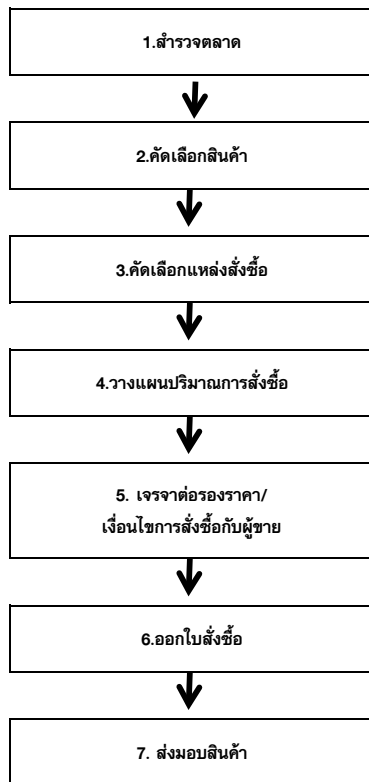 1.สำรวจตลาด
2.คัดเลือกสินค้า
3.คัดเลือกแหล่งสั่งซื้อ
4.วางแผนปริมาณการสั่งซื้อ
5. เจรจาต่อรองราคา/
เงื่อนไขการสั่งซื้อกับผู้ขาย
6.ออกใบสั่งซื้อ
7. ส่งมอบสินค้า